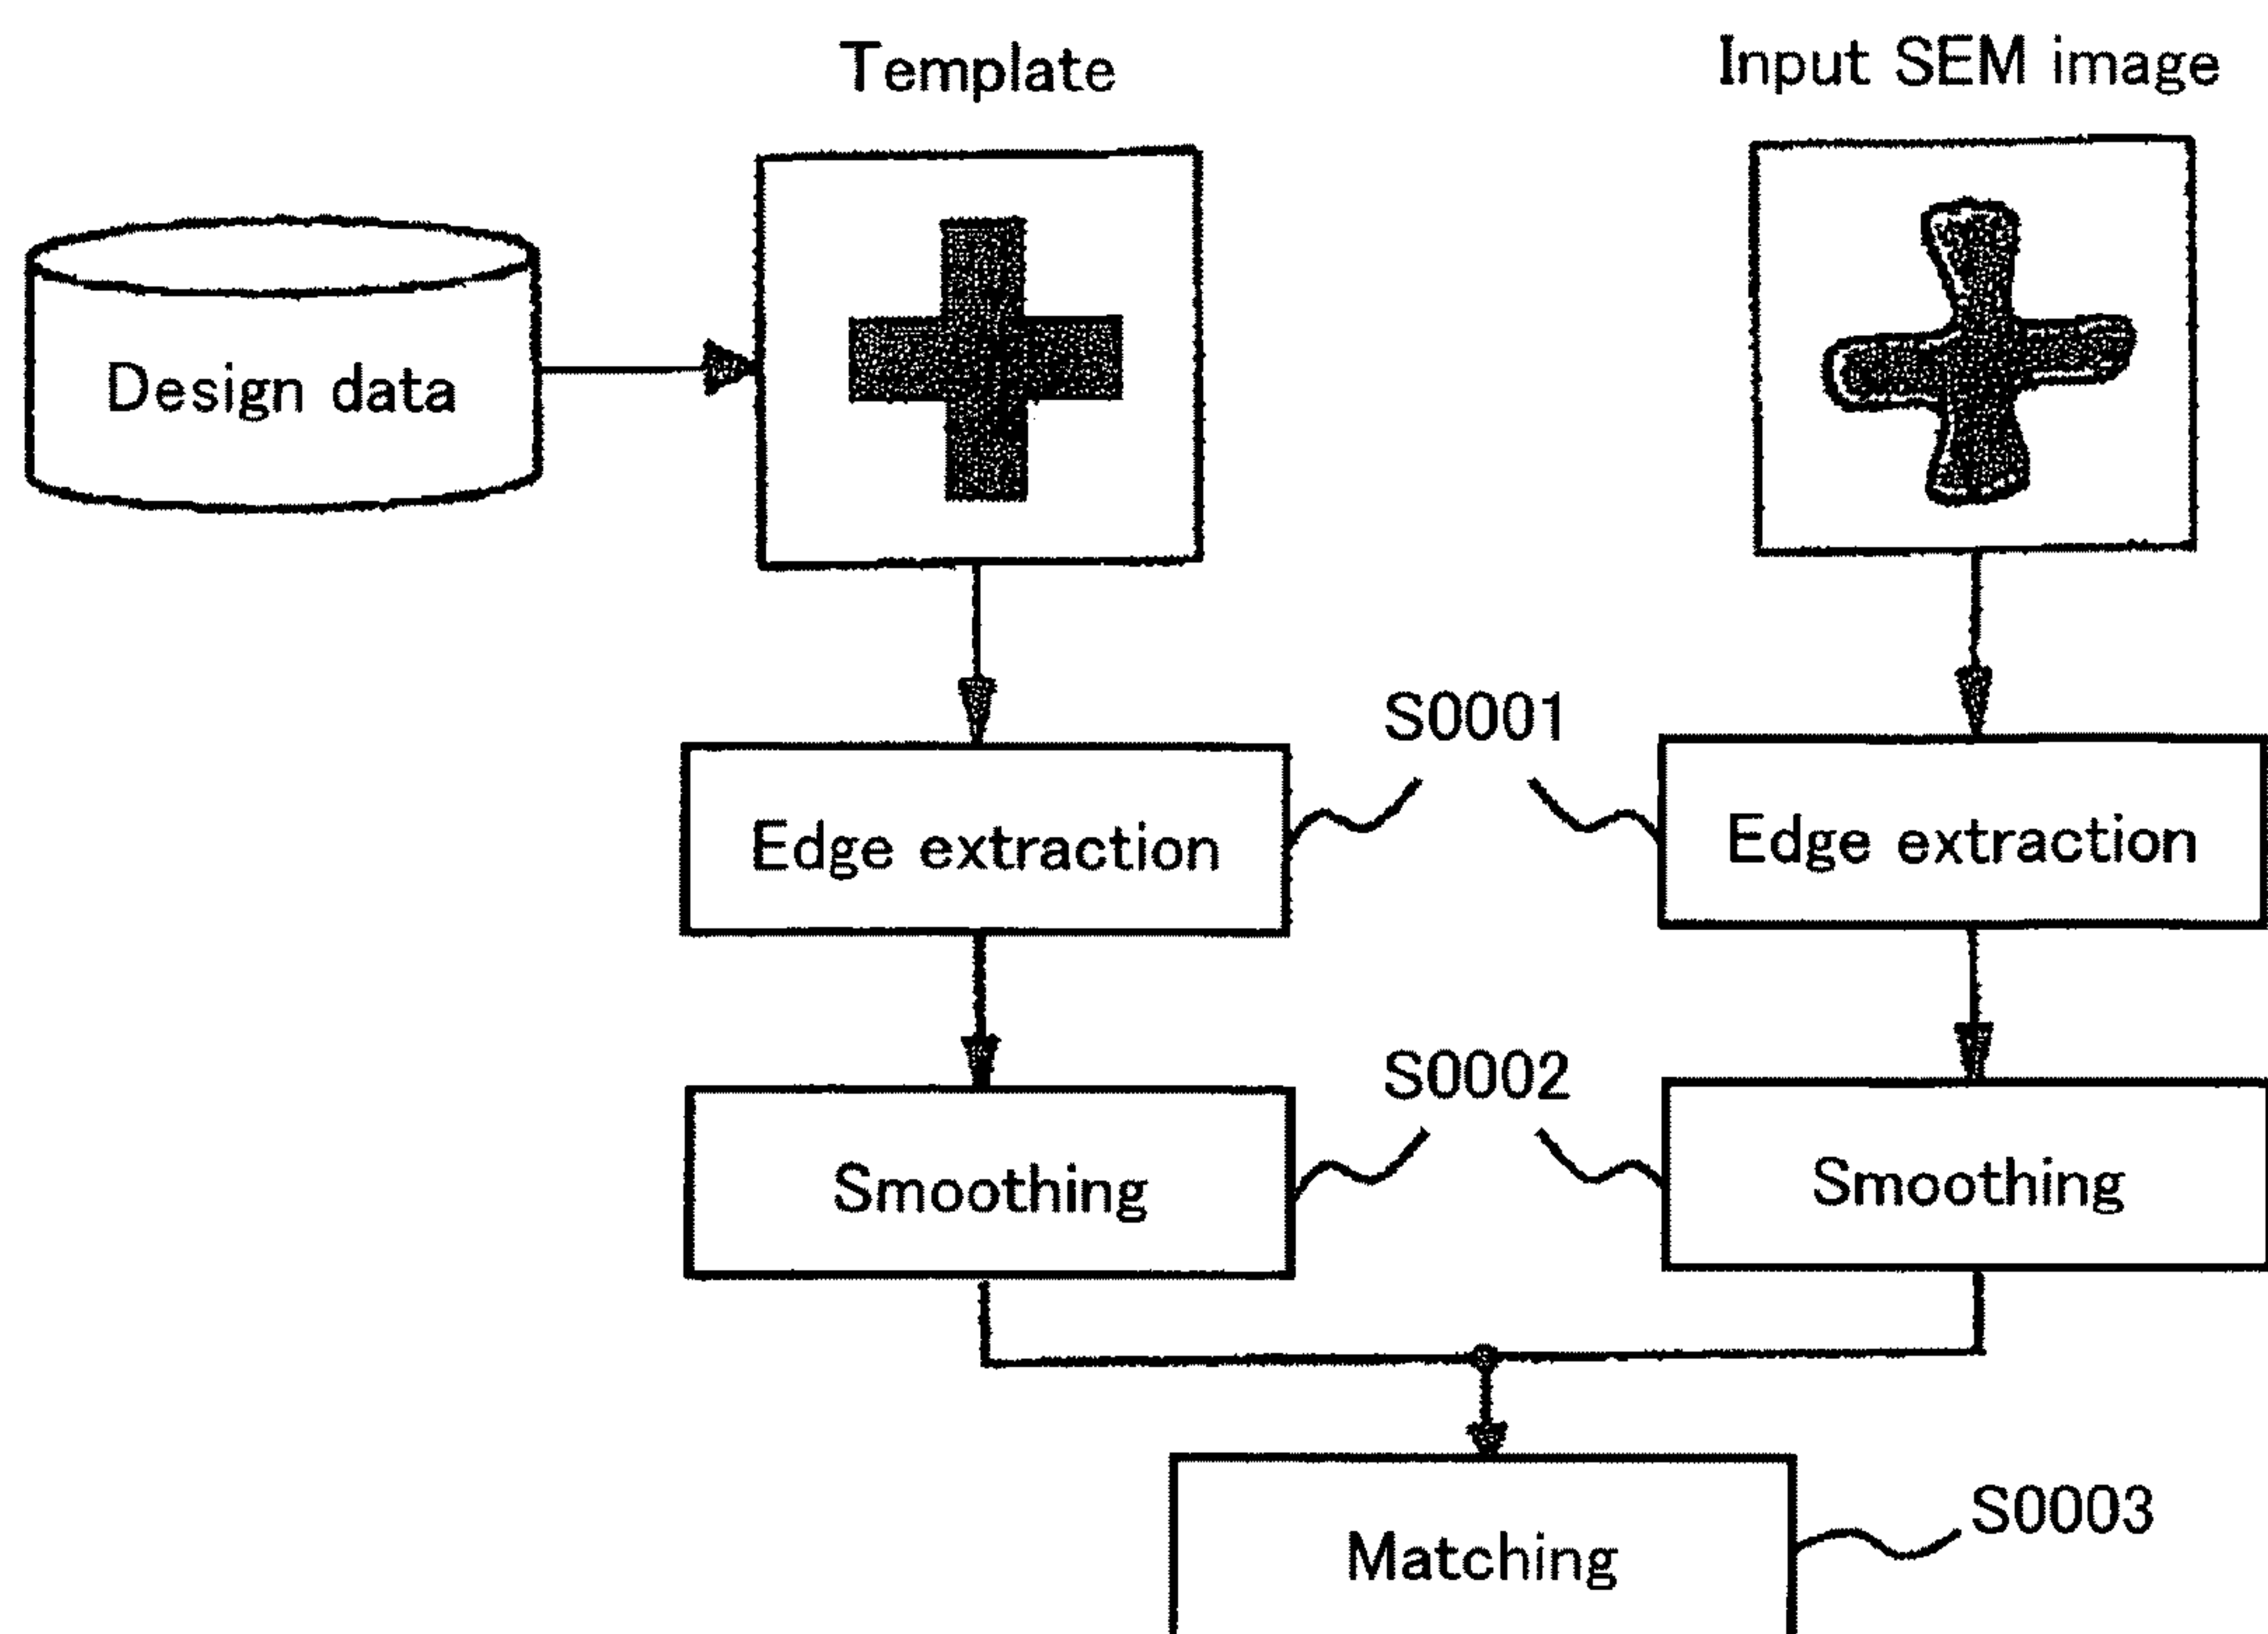 Template
Input SEM image
Design data
S0001
Edge extraction
Edge extraction
S0002
Smoothing
Smoothing
Matching
S0003